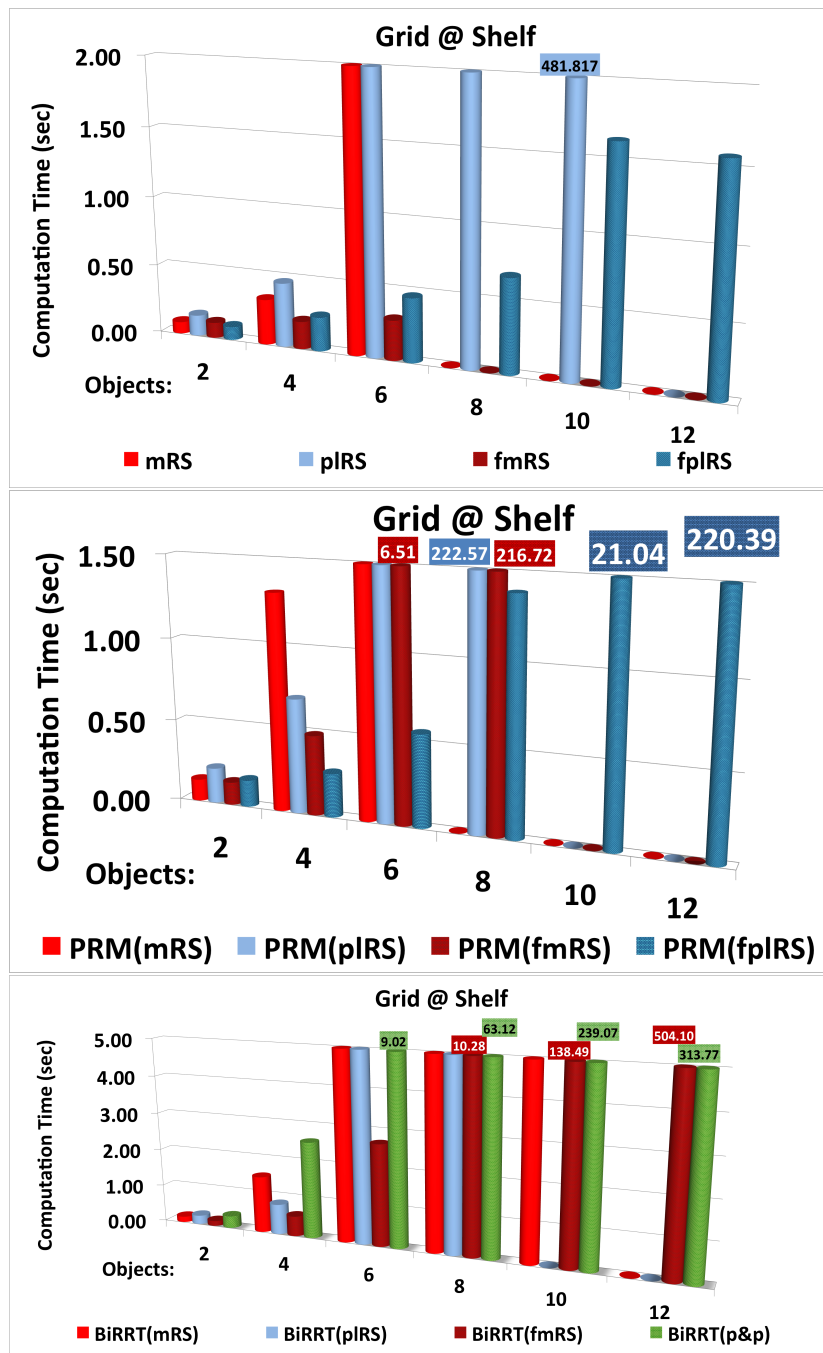 Grid @ Shelf
481.817
2.00
1.50
1.00
0.50
0.00
Computation Time (sec)
Objects:
2
4
6
8
10
12
mRS
plRS
fmRS
fplRS
Grid @ Shelf
6.51
222.57
216.72
21.04
220.39
1.50
1.00
0.50
0.00
Computation Time (sec)
Objects:
2
4
6
8
10
12
PRM(mRS)
PRM(plRS)
PRM(fmRS)
PRM(fplRS)
Grid @ Shelf
9.02
10.28
63.12
138.49
239.07
504.10
313.77
5.00
4.00
3.00
2.00
1.00
0.00
Computation Time (sec)
Objects:
2
4
6
8
10
12
BiRRT(mRS)
BiRRT(plRS)
BiRRT(fmRS)
BiRRT(p&p)